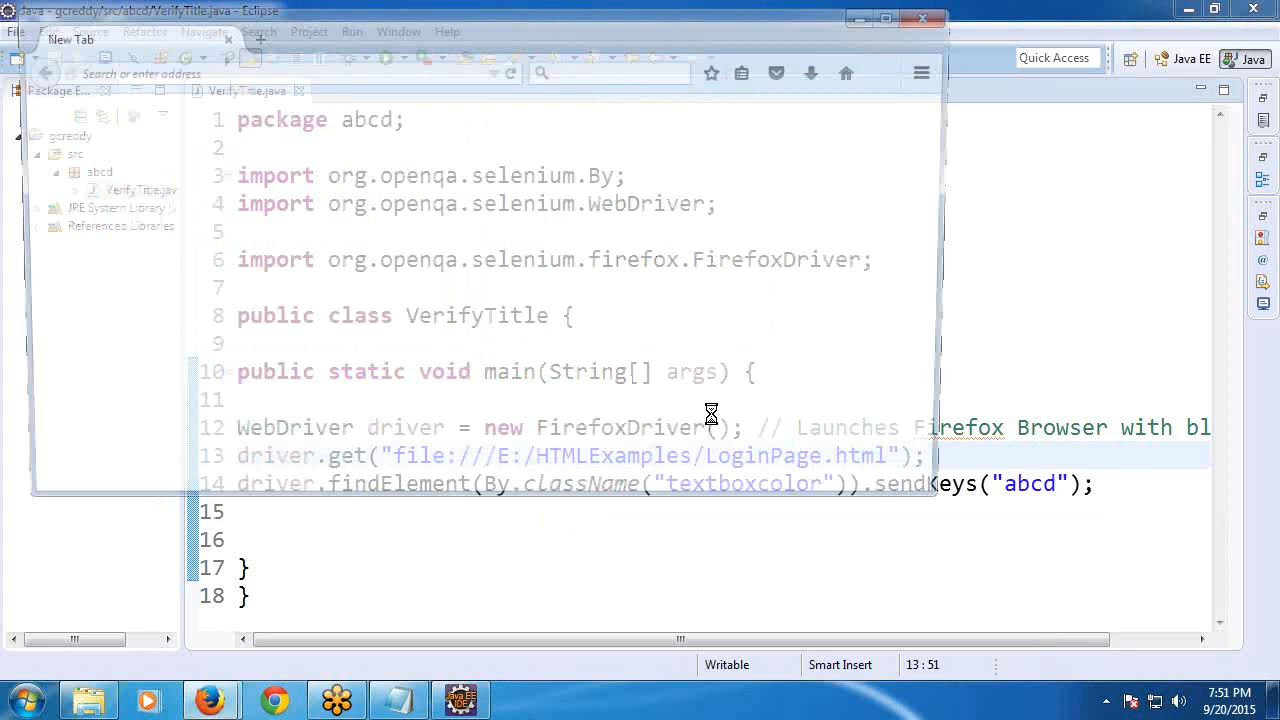 Java - gcreddy/src/abcd/VerifyTitle.java - Eclipse
File Edit Source Refactor Navigate Search Project Run Window Help
New Tab
Search or enter address
Quick Access
Java EE
Java
Package E...
VerifyTitle.java
gcreddy
src
abcd
VerifyTitle.jav
JRE System Library
Referenced Libraries
1 package abcd;
2
3 import org.openqa.selenium.By;
4 import org.openqa.selenium.WebDriver;
5
6 import org.openqa.selenium.firefox.FirefoxDriver;
7
8 public class VerifyTitle {
9
10 public static void main(String[] args) {
11
12 WebDriver driver = new FirefoxDriver(); // Launches Firefox Browser with bl
13 driver.get("file:///E:/HTMLExamples/LoginPage.html");
14 driver.findElement(By.className("textboxcolor")).sendKeys("abcd");
15
16
17 }
18 }
Writable
Smart Insert
13 : 51
Java EE
IDE
7:51 PM
9/20/2015